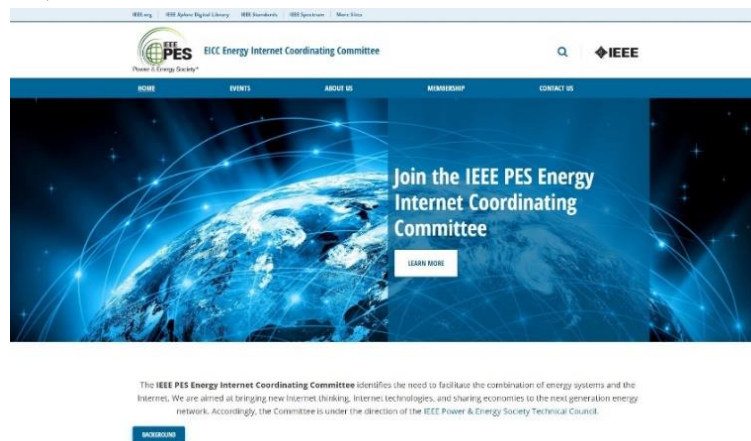 IEEE.org IEEE Xplore Digital Library IEEE Standards IEEE Spectrum More Sites
IEEE
PES
Power & Energy Society®
EICC Energy Internet Coordinating Committee
IEEE
HOME EVENTS ABOUT US MEMBERSHIP CONTACT US
Join the IEEE PES Energy
Internet Coordinating
Committee
LEARN MORE
The IEEE PES Energy Internet Coordinating Committee identifies the need to facilitate the combination of energy systems and the
Internet. We are aimed at bringing new Internet thinking, Internet technologies, and sharing economies to the next generation energy
network. Accordingly, the Committee is under the direction of the IEEE Power & Energy Society Technical Council.
BACKGROUND